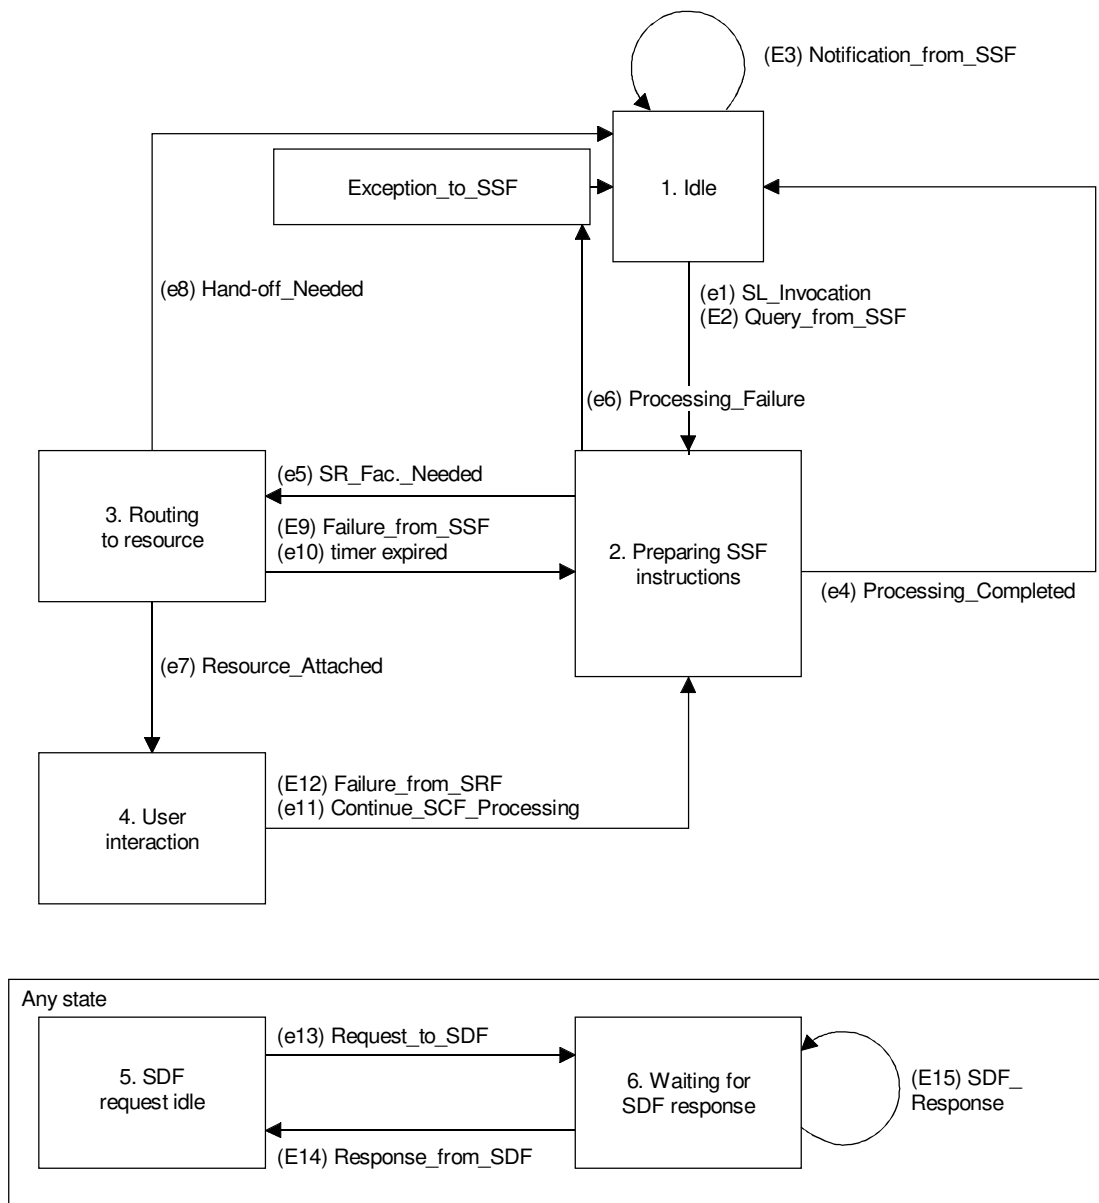 (E3) Notification_from_SSF
Exception_to_SSF
1. Idle
(e8) Hand-off_Needed
(e1) SL_Invocation
(E2) Query_from_SSF
(e6) Processing_Failure
(e5) SR_Fac._Needed
3. Routing
to resource
(E9) Failure_from_SSF
(e10) timer expired
2. Preparing SSF
instructions
(e4) Processing_Completed
(e7) Resource_Attached
4. User
interaction
(E12) Failure_from_SRF
(e11) Continue_SCF_Processing
Any state
(e13) Request_to_SDF
5. SDF
request idle
6. Waiting for
SDF response
(E15) SDF_
Response
(E14) Response_from_SDF